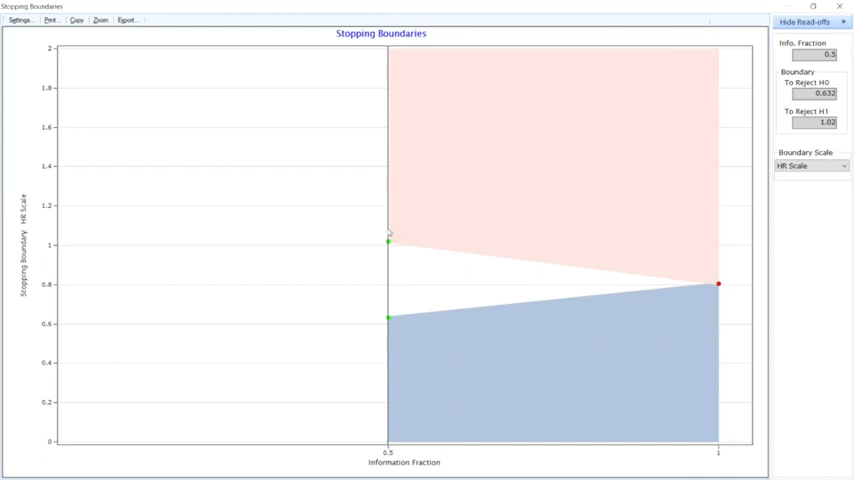 Stopping Boundaries
Settings... Print... Copy Zoom Export...
Hide Read-offs »
Stopping Boundaries
Info. Fraction
0.5
Boundary
To Reject H0
0.632
To Reject H1
1.02
Boundary Scale
HR Scale
Stopping Boundary: HR Scale
2
1.8
1.6
1.4
1.2
1
0.8
0.6
0.4
0.2
0
0.5 1
Information Fraction